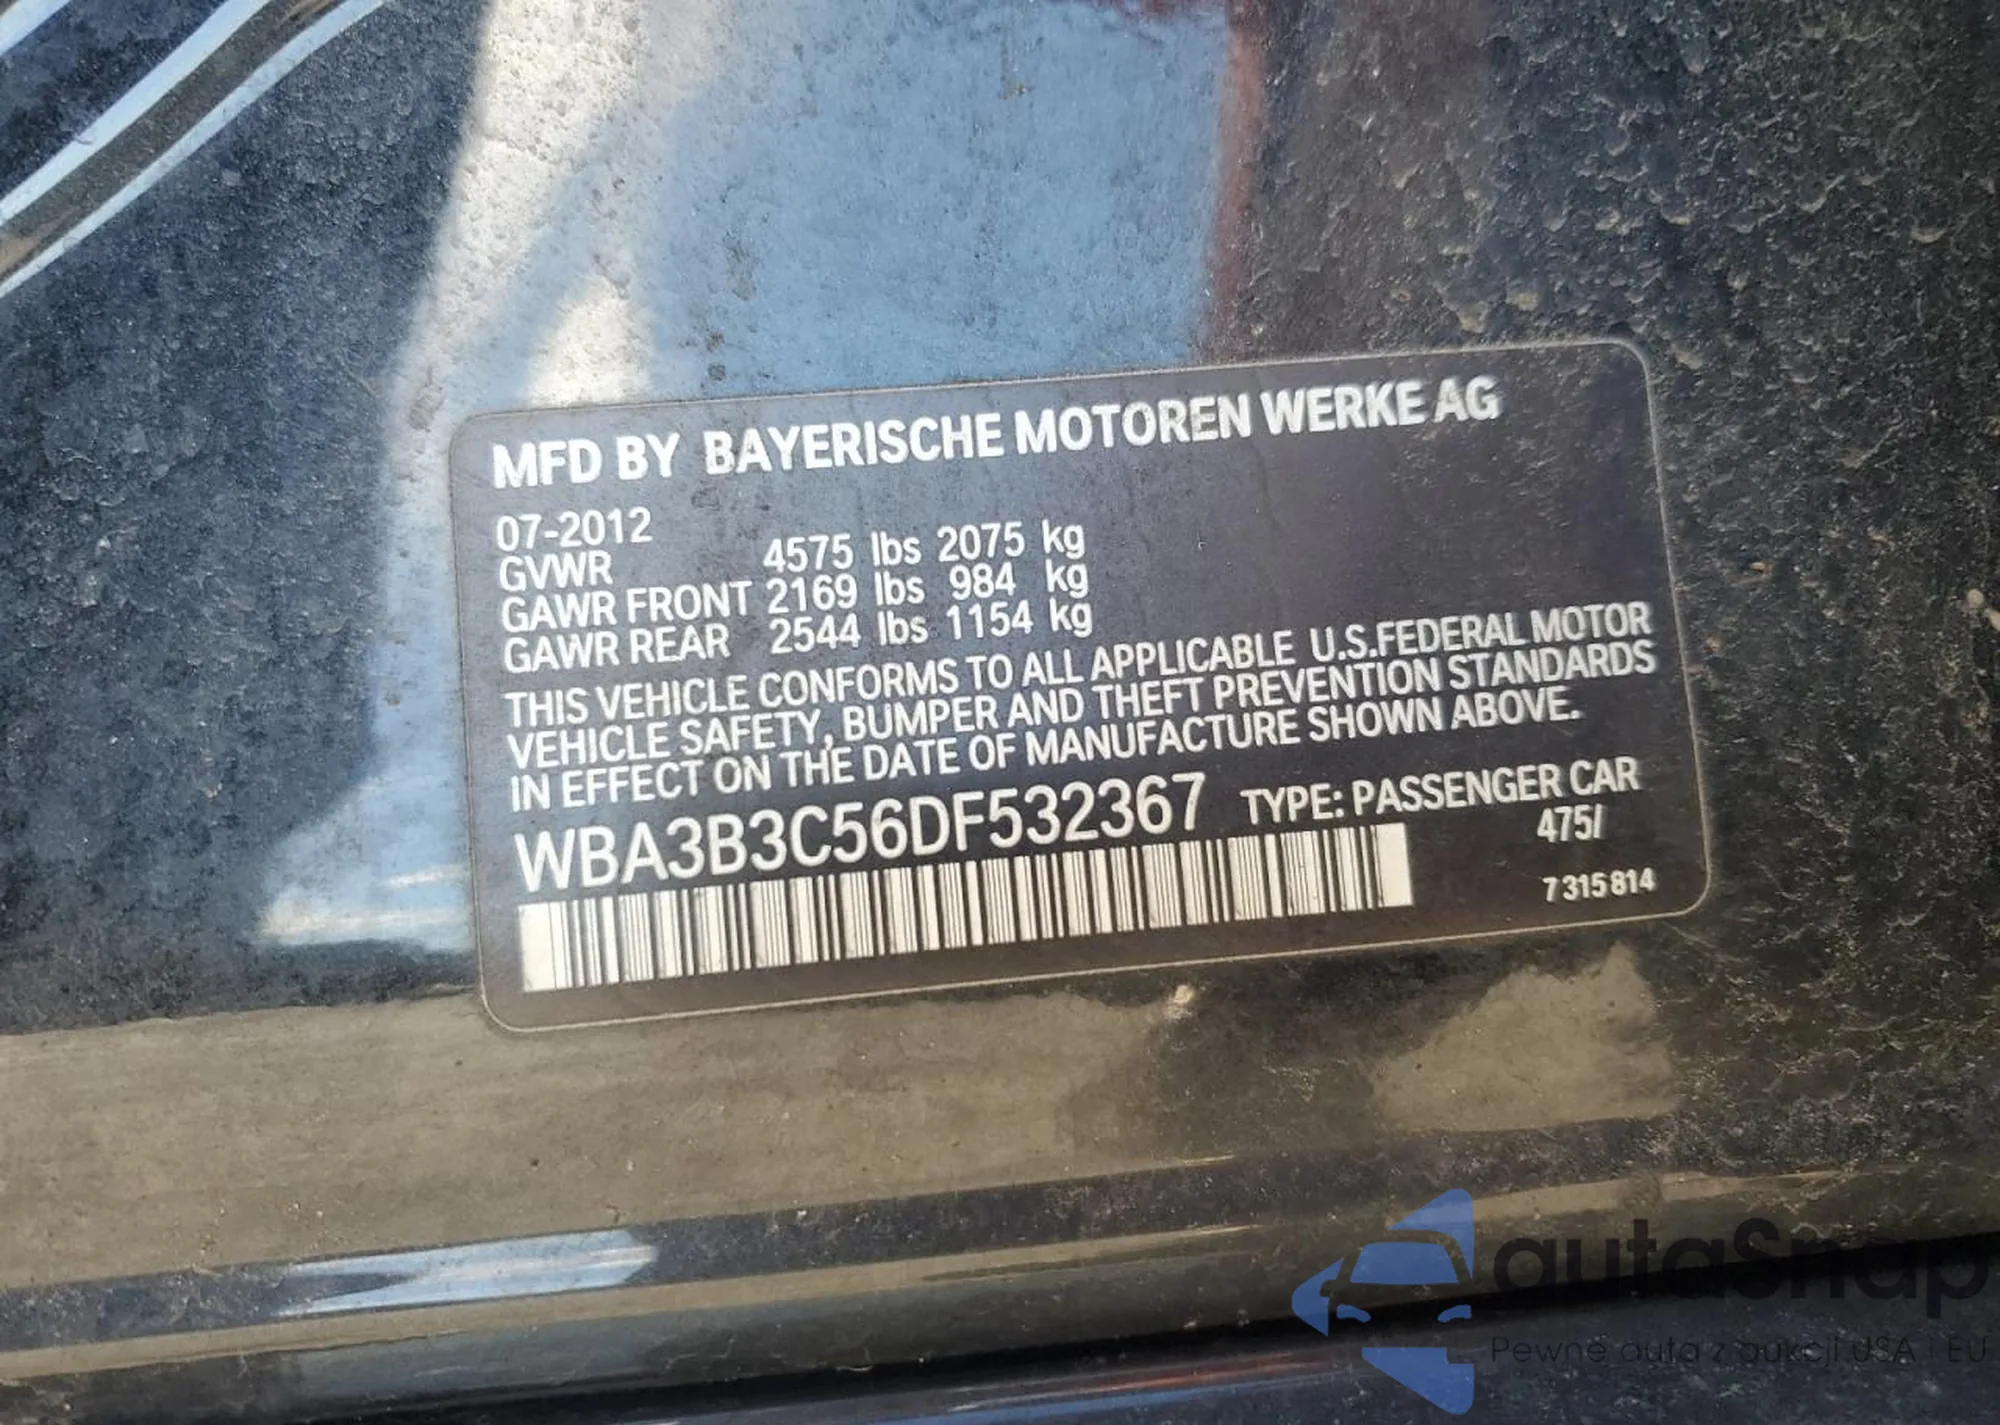 MFD BY BAYERISCHE MOTOREN WERKE AG
07-2012
GVWR 4575 lbs 2075 kg
GAWR FRONT 2169 lbs 984 kg
GAWR REAR 2544 lbs 1154 kg
THIS VEHICLE CONFORMS TO ALL APPLICABLE U.S.FEDERAL MOTOR
VEHICLE SAFETY, BUMPER AND THEFT PREVENTION STANDARDS
IN EFFECT ON THE DATE OF MANUFACTURE SHOWN ABOVE.
WBA3B3C56DF532367 TYPE: PASSENGER CAR
475/
7 315 814
autaSnap
Pewne auta z aukcji USA i EU